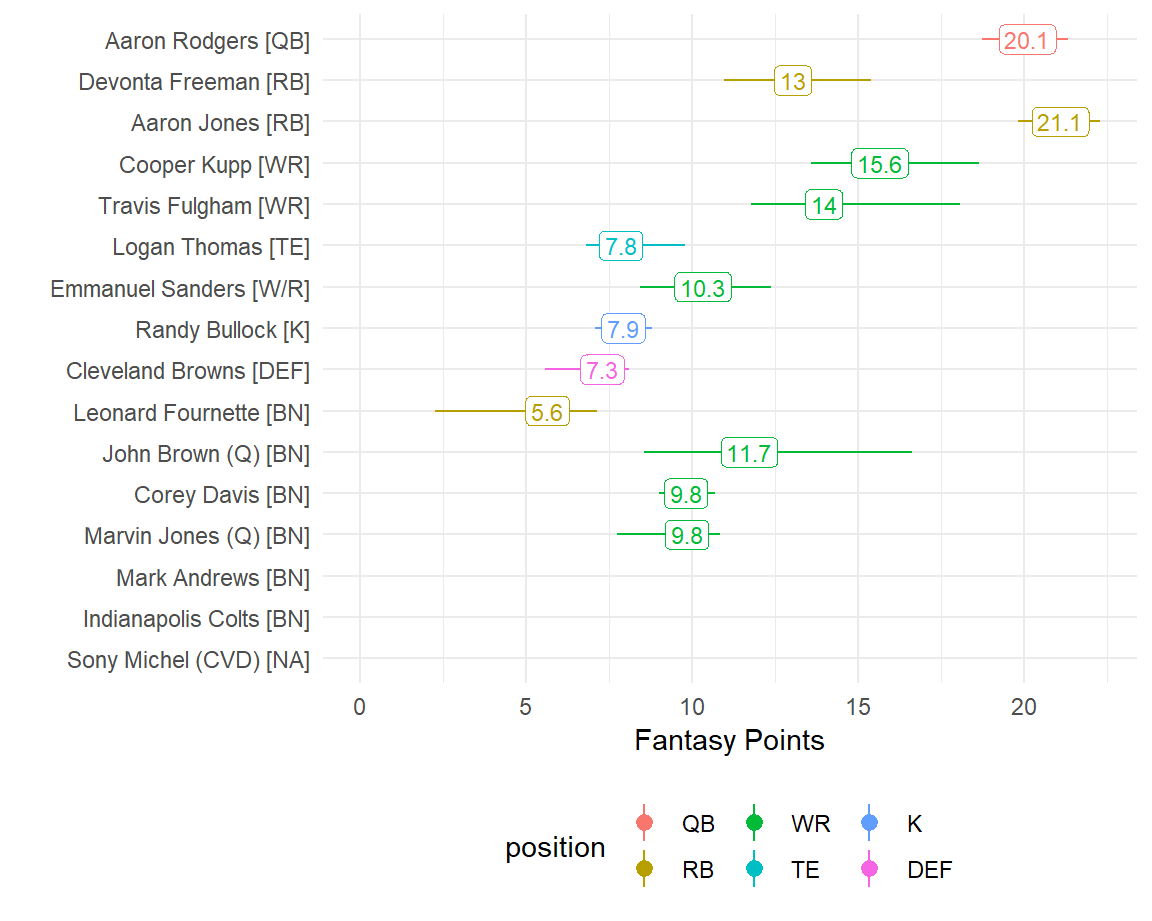 Aaron Rodgers [QB] 20.1
Devonta Freeman [RB] 13
Aaron Jones [RB] 21.1
Cooper Kupp [WR] 15.6
Travis Fulgham [WR] 14
Logan Thomas [TE] 7.8
Emmanuel Sanders [W/R] 10.3
Randy Bullock [K] 7.9
Cleveland Browns [DEF] 7.3
Leonard Fournette [BN] 5.6
John Brown (Q) [BN] 11.7
Corey Davis [BN] 9.8
Marvin Jones (Q) [BN] 9.8
Mark Andrews [BN]
Indianapolis Colts [BN]
Sony Michel (CVD) [NA]
0 5 10 15 20
Fantasy Points
position
QB WR K
RB TE DEF